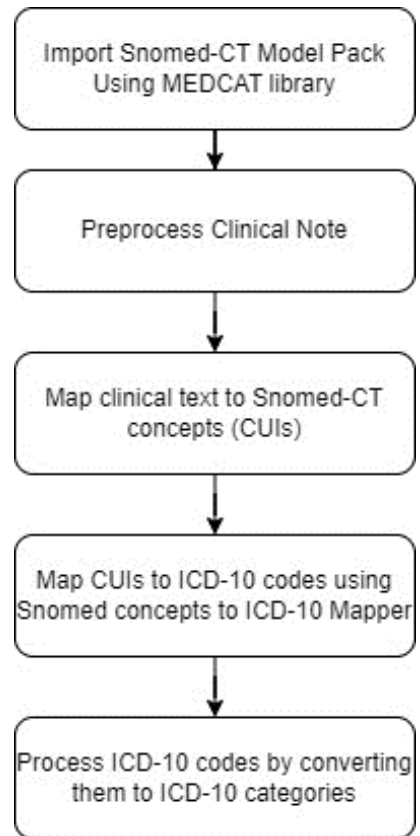 Import Snomed-CT Model Pack
Using MEDCAT library
Preprocess Clinical Note
Map clinical text to Snomed-CT
concepts (CUIs)
Map CUIs to ICD-10 codes using
Snomed concepts to ICD-10 Mapper
Process ICD-10 codes by converting
them to ICD-10 categories